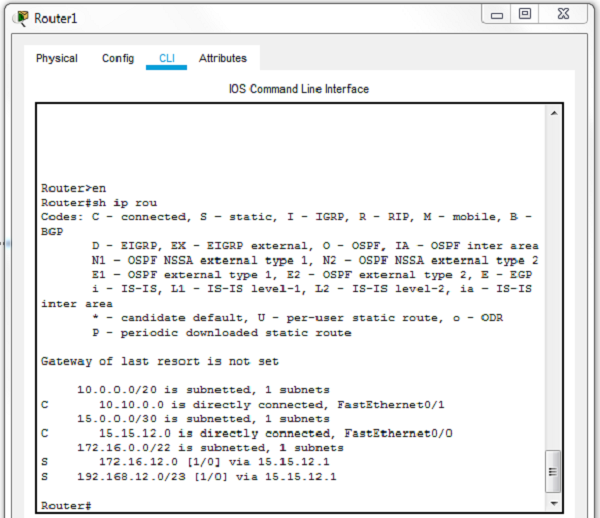 Router1
Physical Config CLI Attributes
IOS Command Line Interface
Router>en
Router#sh ip rou
Codes: C - connected, S - static, I - IGRP, R - RIP, M - mobile, B -
BGP
D - EIGRP, EX - EIGRP external, O - OSPF, IA - OSPF inter area
N1 - OSPF NSSA external type 1, N2 - OSPF NSSA external type 2
E1 - OSPF external type 1, E2 - OSPF external type 2, E - EGP
i - IS-IS, L1 - IS-IS level-1, L2 - IS-IS level-2, ia - IS-IS
inter area
* - candidate default, U - per-user static route, o - ODR
P - periodic downloaded static route
Gateway of last resort is not set
10.0.0.0/20 is subnetted, 1 subnets
C 10.10.0.0 is directly connected, FastEthernet0/1
15.0.0.0/30 is subnetted, 1 subnets
C 15.15.12.0 is directly connected, FastEthernet0/0
172.16.0.0/22 is subnetted, 1 subnets
S 172.16.12.0 [1/0] via 15.15.12.1
S 192.168.12.0/23 [1/0] via 15.15.12.1
Router#